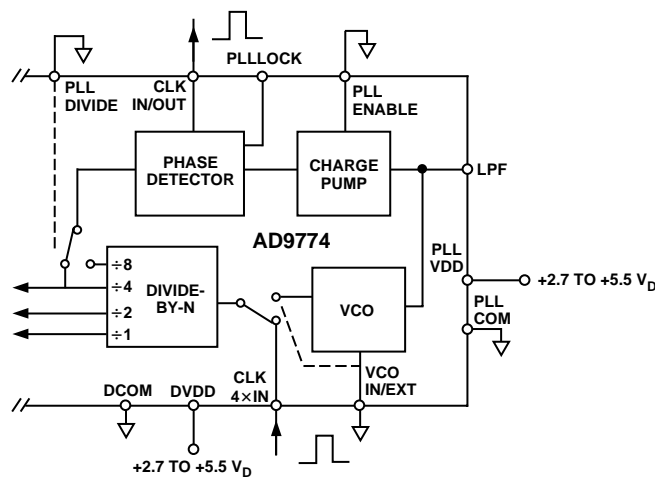 PLLLOCK
PLL
DIVIDE
CLK
IN/OUT
PLL
ENABLE
PHASE
DETECTOR
CHARGE
PUMP
LPF
AD9774
PLL
VDD
+2.7 TO +5.5 VD
÷8
÷4
÷2
÷1
DIVIDE-
BY-N
VCO
PLL
COM
DCOM
DVDD
CLK
4×IN
VCO
IN/EXT
+2.7 TO +5.5 VD